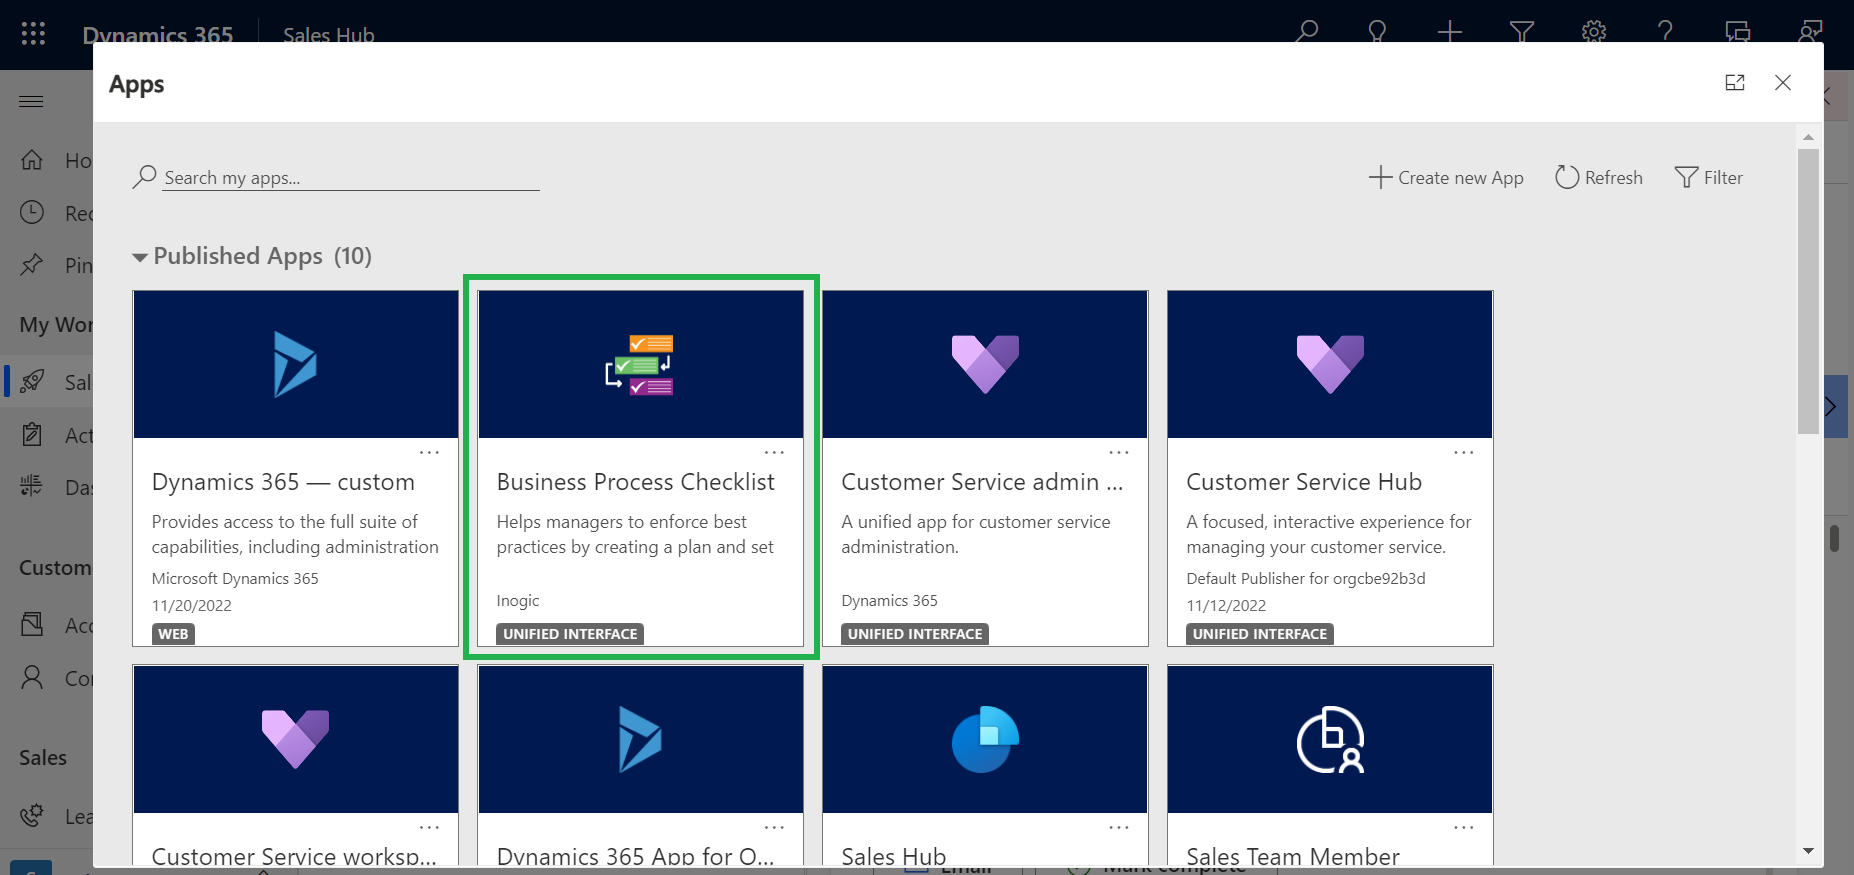 Dynamics 365 Sales Hub
Apps
Search my apps...
Create new App Refresh Filter
Published Apps (10)
My Wor
Custom
Sales
Dynamics 365 — custom
Provides access to the full suite of
capabilities, including administration
Microsoft Dynamics 365
11/20/2022
WEB
Business Process Checklist
Helps managers to enforce best
practices by creating a plan and set
Inogic
UNIFIED INTERFACE
Customer Service admin ...
A unified app for customer service
administration.
Dynamics 365
UNIFIED INTERFACE
Customer Service Hub
A focused, interactive experience for
managing your customer service.
Default Publisher for orgcbe92b3d
11/12/2022
UNIFIED INTERFACE
Customer Service worksp...
Dynamics 365 App for O...
Sales Hub
Sales Team Member
Ho
Rec
Pin
Sal
Act
Das
Acc
Cor
Lea
Email
Mark complete